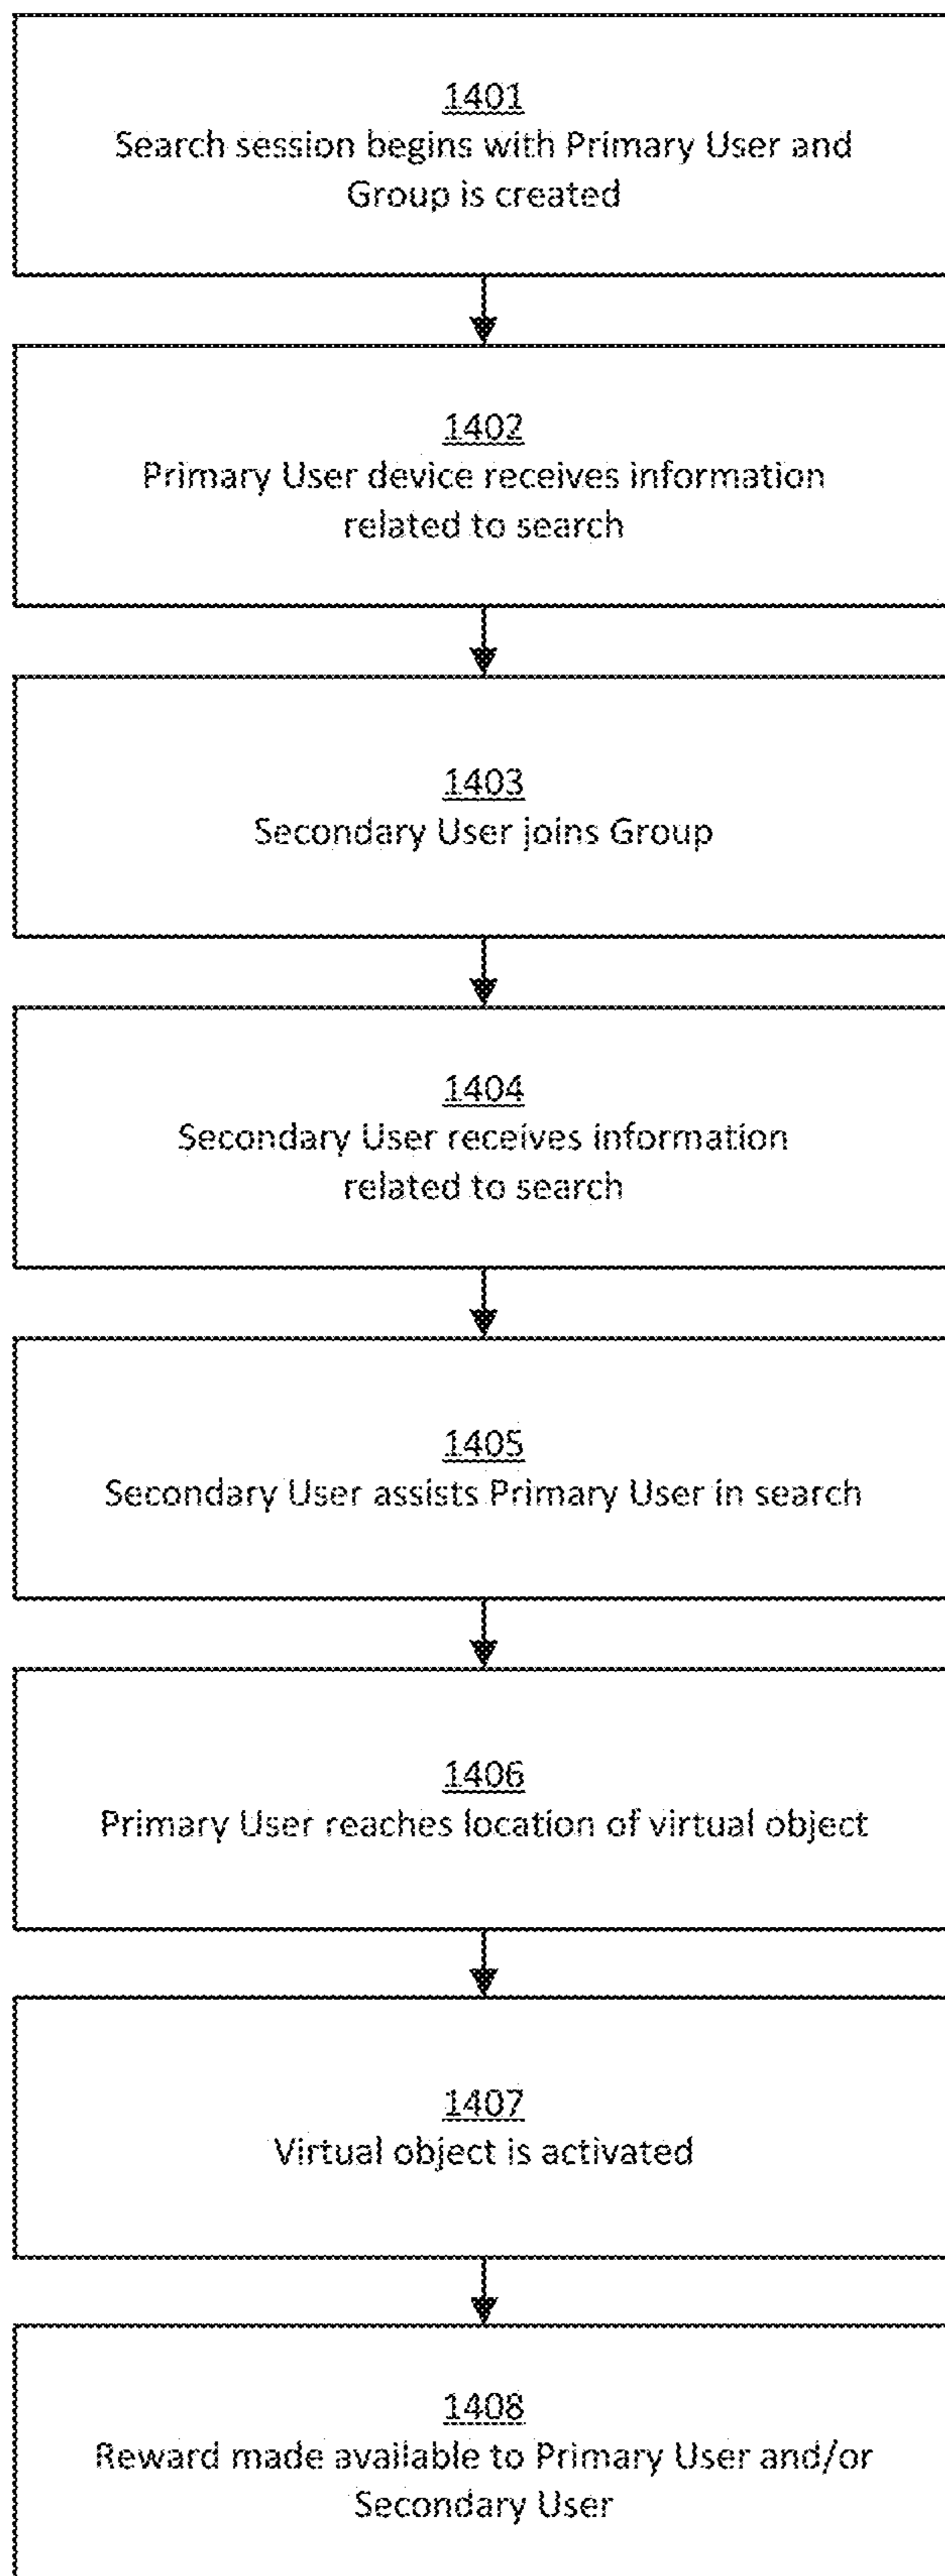 1401
Search session begins with Primary User and
Group is created
1402
Primary User device receives information
related to search
1403
Secondary User joins Group
1404
Secondary User receives information
related to search
1405
Secondary User assists Primary User in search
1406
Primary User reaches location of virtual object
1407
Virtual object is activated
1408
Reward made available to Primary User and/or
Secondary User